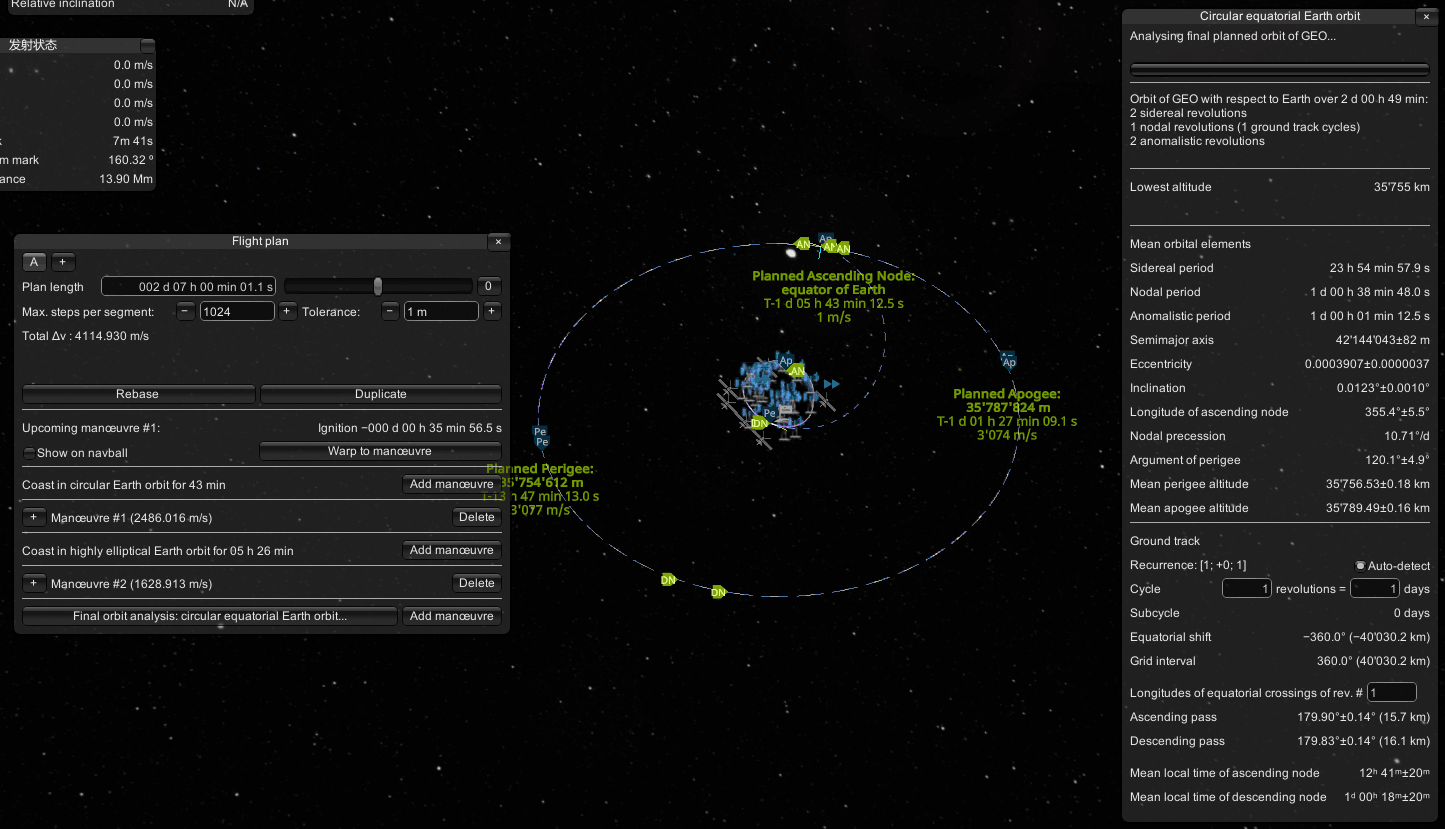 Relative inclination N/A
发射状态
0.0 m/s
0.0 m/s
0.0 m/s
0.0 m/s
7m 41s
m mark 160.32 º
ance 13.90 Mm
Flight plan ×
A +
Plan length 002 d 07 h 00 min 01.1 s 0
Max. steps per segment: − 1024 + Tolerance: − 1 m +
Total Δv : 4114.930 m/s
Rebase Duplicate
Upcoming manœuvre #1: Ignition −000 d 00 h 35 min 56.5 s
Show on navball Warp to manœuvre
Coast in circular Earth orbit for 43 min Add manœuvre
+ Manœuvre #1 (2486.016 m/s) Delete
Coast in highly elliptical Earth orbit for 05 h 26 min Add manœuvre
+ Manœuvre #2 (1628.913 m/s) Delete
Final orbit analysis: circular equatorial Earth orbit... Add manœuvre
AN Ap AN AN
Planned Ascending Node:
equator of Earth
T-1 d 05 h 43 min 12.5 s
1 m/s
Ap
AN
Pe
DN
Ap
Planned Apogee:
35'787'824 m
T-1 d 01 h 27 min 09.1 s
3'074 m/s
Pe
Pe
Planned Perigee:
35'754'612 m
T-13 h 47 min 13.0 s
3'077 m/s
DN
DN
Circular equatorial Earth orbit ×
Analysing final planned orbit of GEO...
Orbit of GEO with respect to Earth over 2 d 00 h 49 min:
2 sidereal revolutions
1 nodal revolutions (1 ground track cycles)
2 anomalistic revolutions
Lowest altitude 35'755 km
Mean orbital elements
Sidereal period 23 h 54 min 57.9 s
Nodal period 1 d 00 h 38 min 48.0 s
Anomalistic period 1 d 00 h 01 min 12.5 s
Semimajor axis 42'144'043±82 m
Eccentricity 0.0003907±0.0000037
Inclination 0.0123°±0.0010°
Longitude of ascending node 355.4°±5.5°
Nodal precession 10.71°/d
Argument of perigee 120.1°±4.9°
Mean perigee altitude 35'756.53±0.18 km
Mean apogee altitude 35'789.49±0.16 km
Ground track
Recurrence: [1; +0; 1] Auto-detect
Cycle 1 revolutions = 1 days
Subcycle 0 days
Equatorial shift −360.0° (−40'030.2 km)
Grid interval 360.0° (40'030.2 km)
Longitudes of equatorial crossings of rev. # 1
Ascending pass 179.90°±0.14° (15.7 km)
Descending pass 179.83°±0.14° (16.1 km)
Mean local time of ascending node 12ʰ 41ᵐ±20ᵐ
Mean local time of descending node 1ᵈ 00ʰ 18ᵐ±20ᵐ